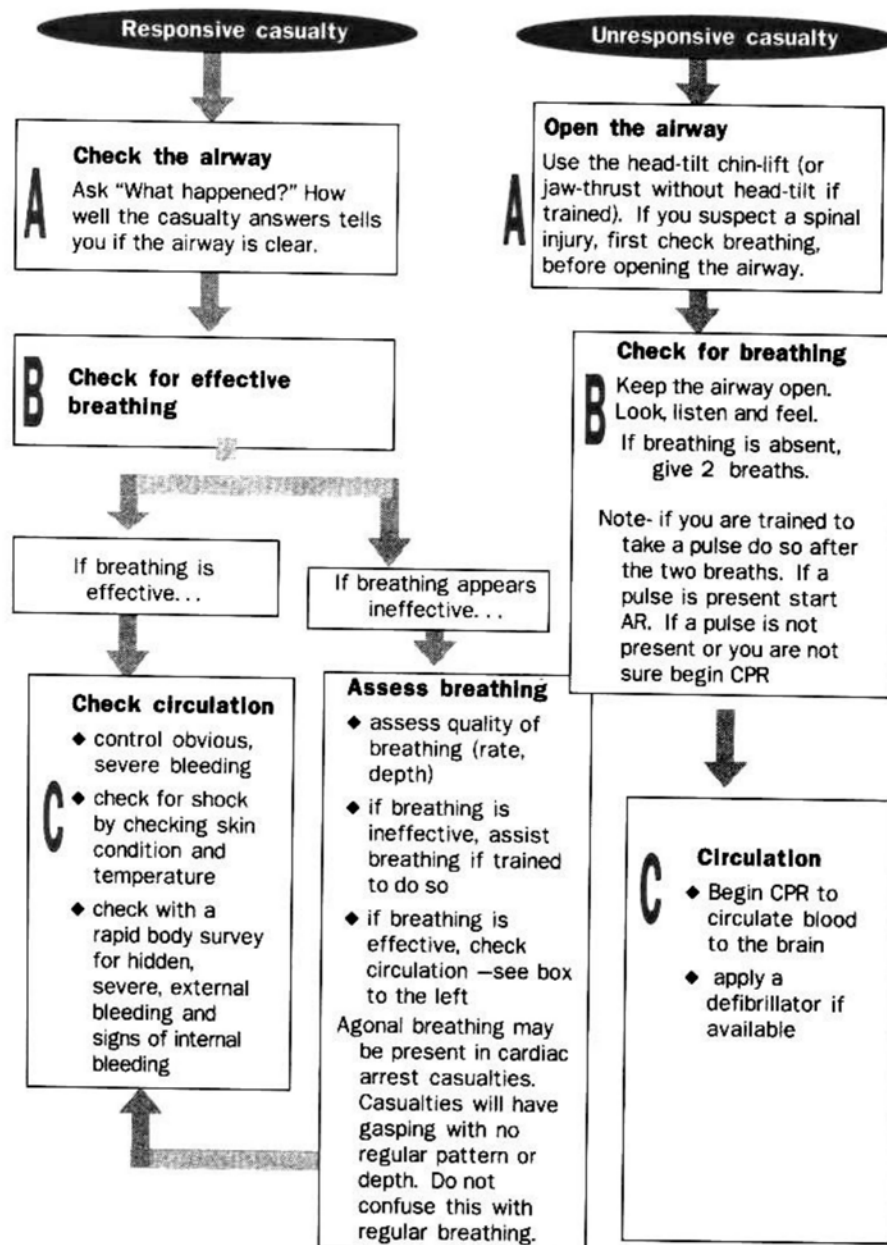 Responsive casualty
A
Check the airway
Ask "What happened?" How
well the casualty answers tells
you if the airway is clear.
B
Check for effective
breathing
If breathing is
effective...
If breathing appears
ineffective...
C
Check circulation
◆ control obvious,
severe bleeding
◆ check for shock
by checking skin
condition and
temperature
◆ check with a
rapid body survey
for hidden,
severe, external
bleeding and
signs of internal
bleeding
Assess breathing
◆ assess quality of
breathing (rate,
depth)
◆ if breathing is
ineffective, assist
breathing if trained
to do so
◆ if breathing is
effective, check
circulation —see box
to the left
Agonal breathing may
be present in cardiac
arrest casualties.
Casualties will have
gasping with no
regular pattern or
depth. Do not
confuse this with
regular breathing.
Unresponsive casualty
A
Open the airway
Use the head-tilt chin-lift (or
jaw-thrust without head-tilt if
trained). If you suspect a spinal
injury, first check breathing,
before opening the airway.
B
Check for breathing
Keep the airway open.
Look, listen and feel.
If breathing is absent,
give 2 breaths.
Note- if you are trained to
take a pulse do so after
the two breaths. If a
pulse is present start
AR. If a pulse is not
present or you are not
sure begin CPR
C
Circulation
◆ Begin CPR to
circulate blood
to the brain
◆ apply a
defibrillator if
available